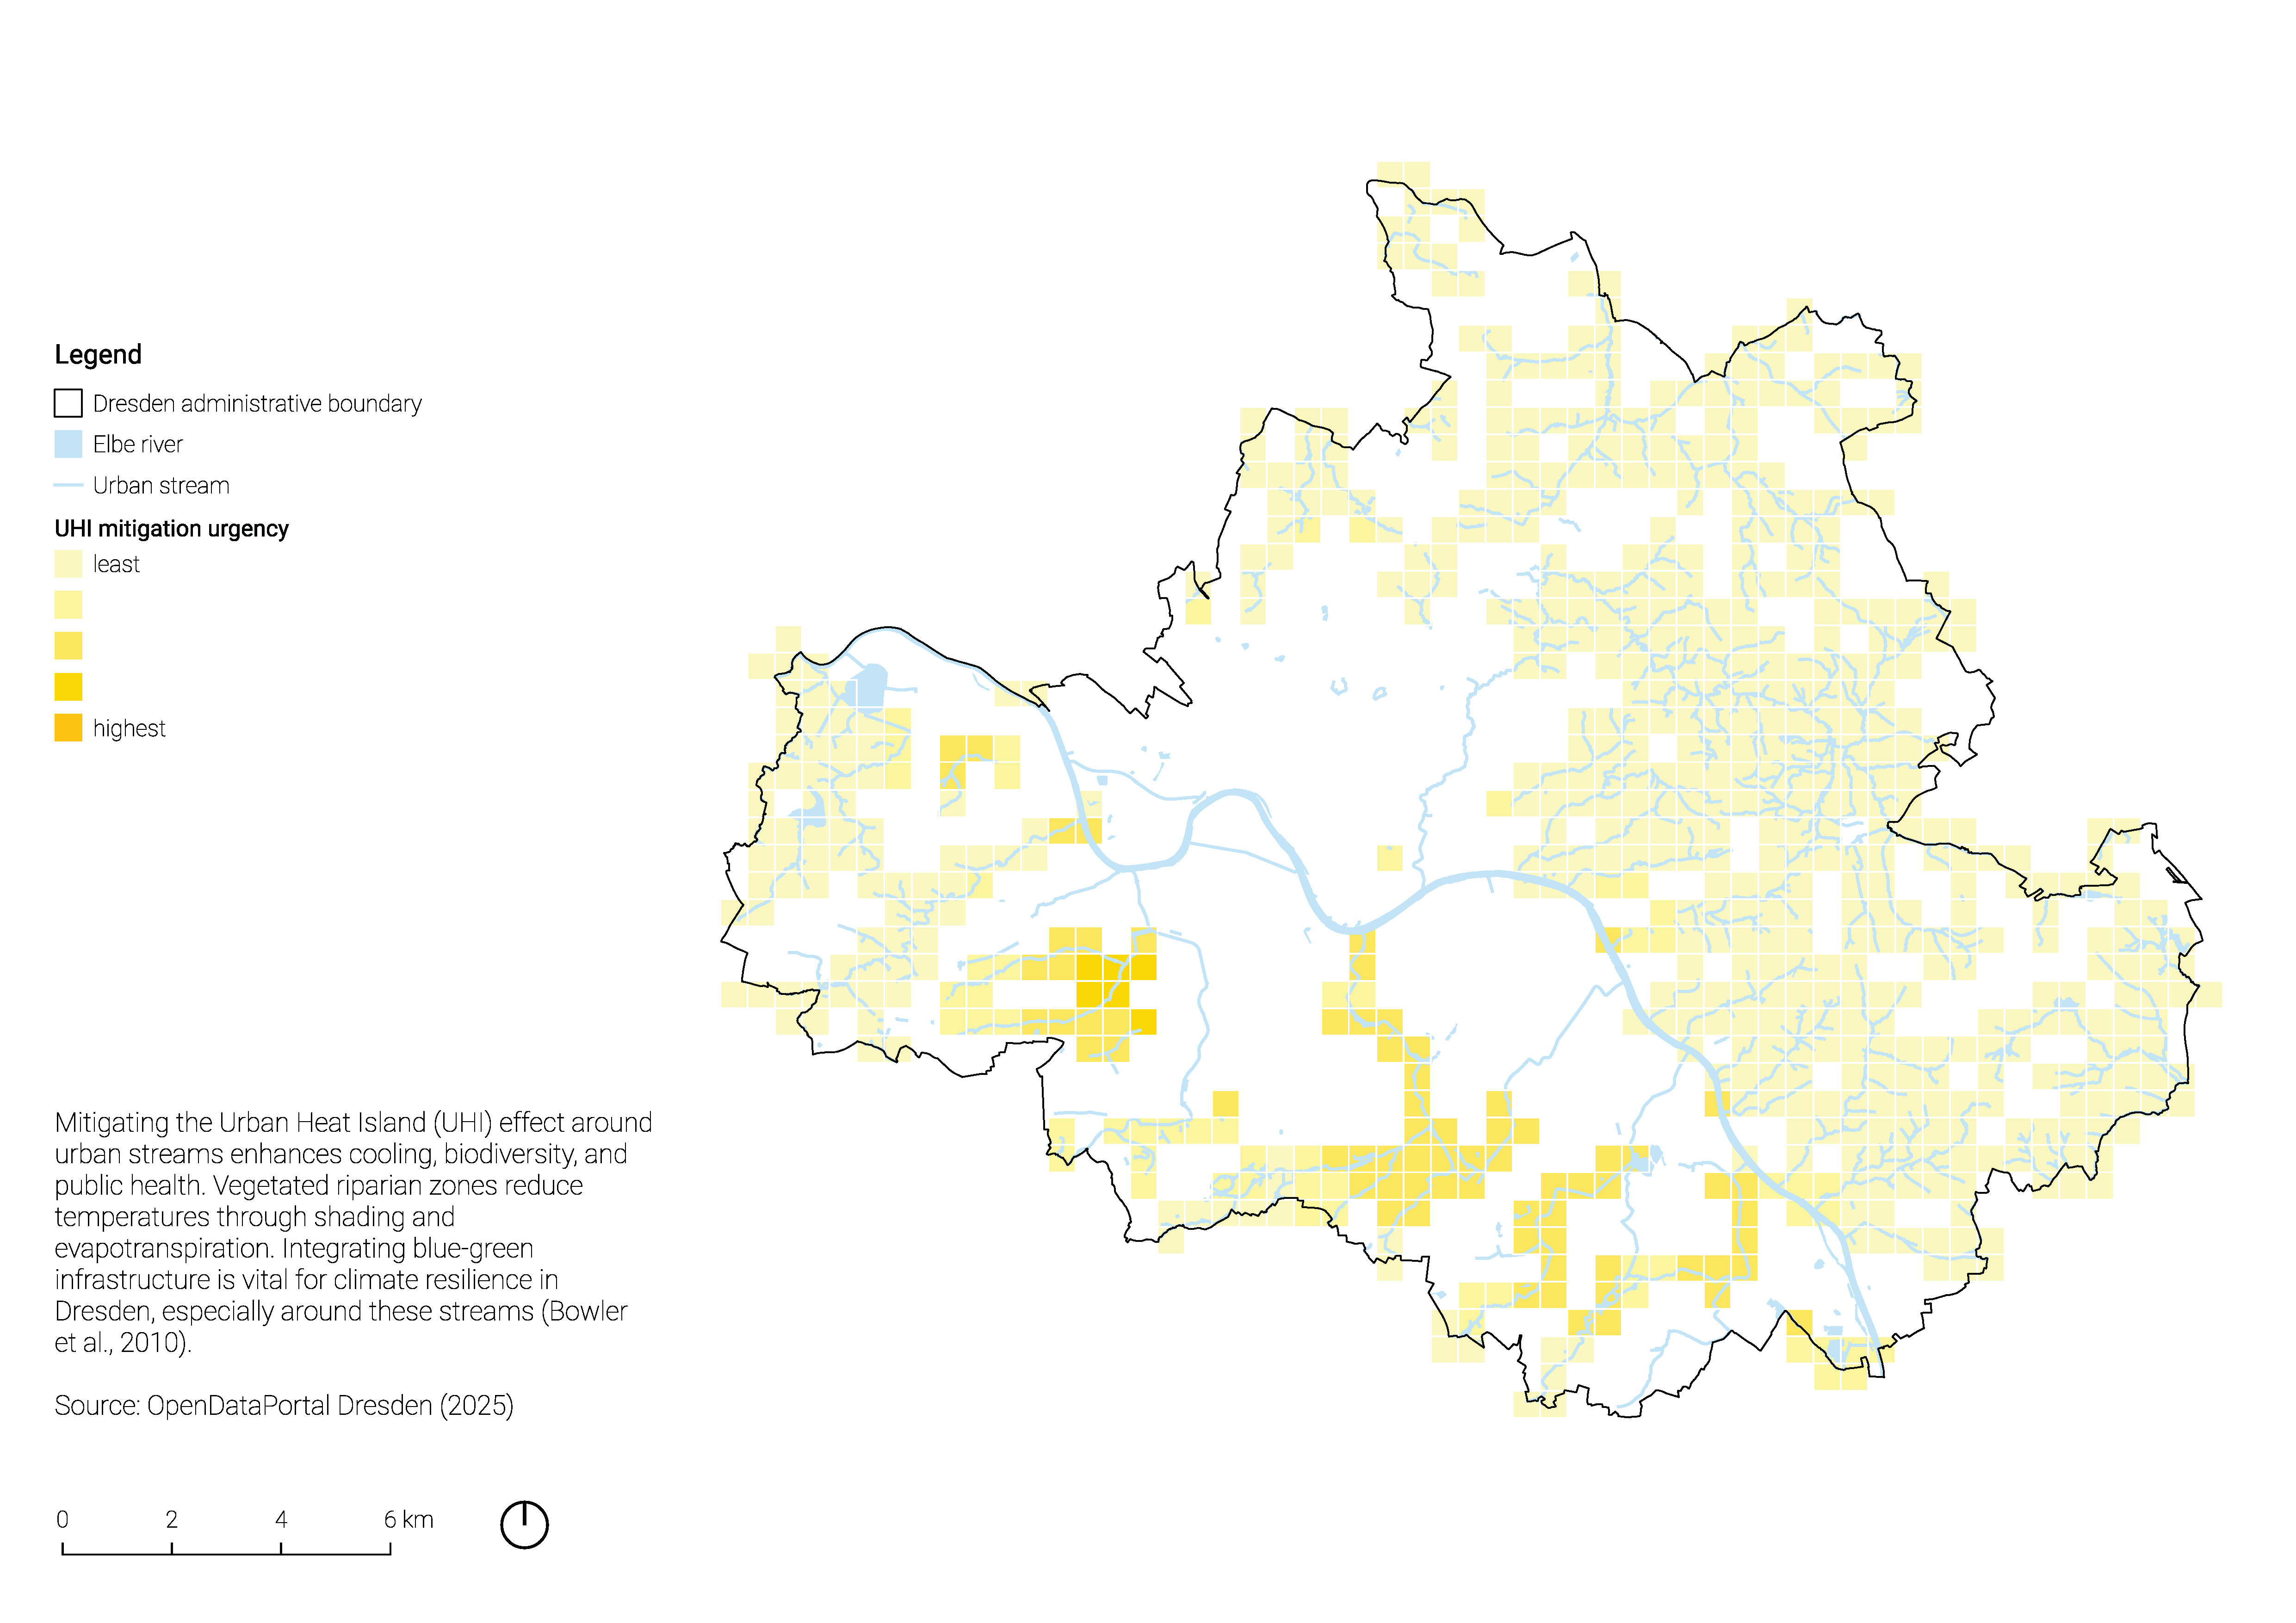 Legend
Dresden administrative boundary
Elbe river
Urban stream
UHI mitigation urgency
least
highest
Mitigating the Urban Heat Island (UHI) effect around
urban streams enhances cooling, biodiversity, and
public health. Vegetated riparian zones reduce
temperatures through shading and
evapotranspiration. Integrating blue-green
infrastructure is vital for climate resilience in
Dresden, especially around these streams (Bowler
et al., 2010).
Source: OpenDataPortal Dresden (2025)
0 2 4 6 km